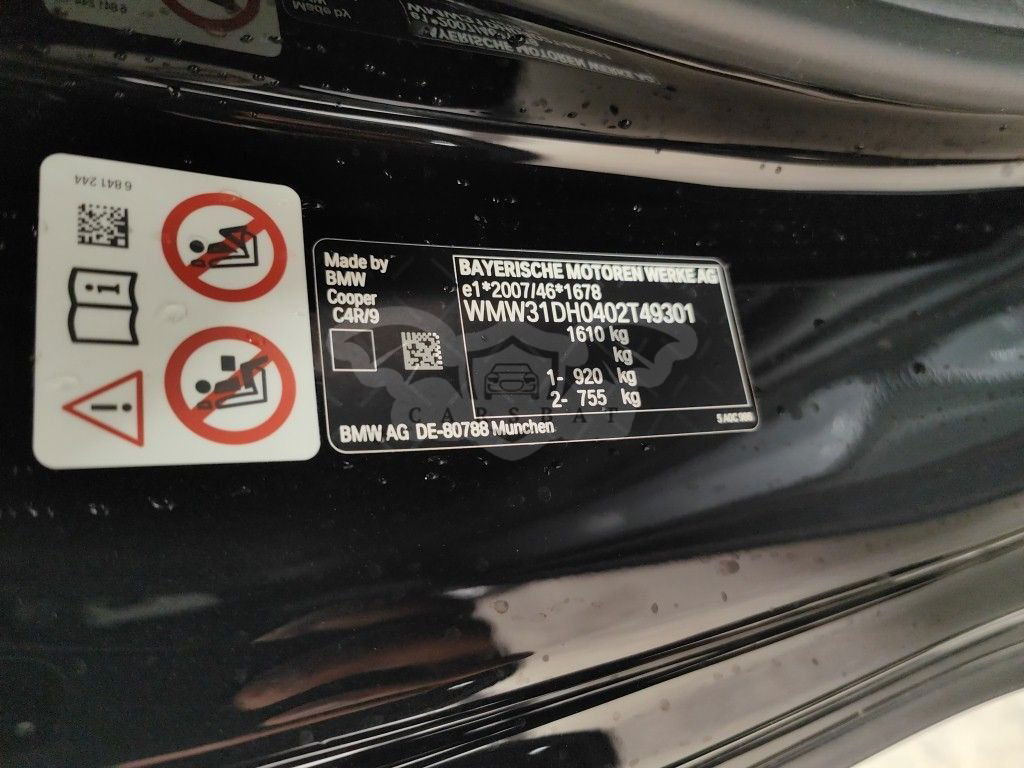 6 841 244
Made by
BMW
Cooper
C4R/9
BAYERISCHE MOTOREN WERKE AG
e1*2007/46*1678
WMW31DH0402T49301
1610 kg
kg
1- 920 kg
2- 755 kg
BMW AG DE-80788 Munchen
CARSBAT